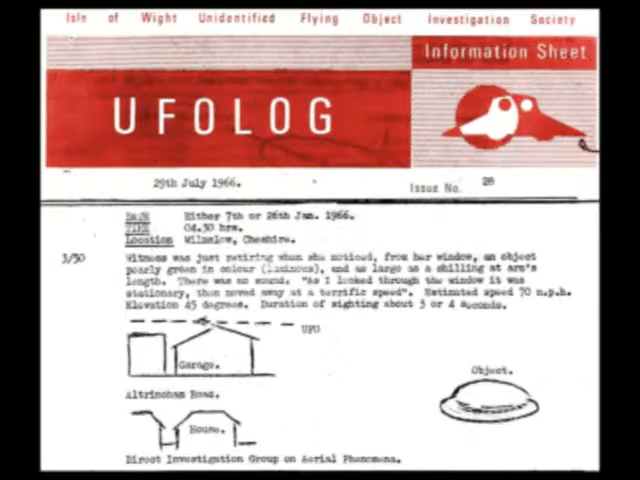 Isle of Wight Unidentified Flying Object Investigation Society
Information Sheet
UFOLOG
29th July 1966.
Issue No. 28
DATE Either 7th or 26th Jan. 1966.
TIME 04.30 hrs.
Location Wilmslow, Cheshire.
3/50 Witness was just retiring when she noticed, from her window, an object
pearly green in colour (luminous), and as large as a shilling at arm's
length. There was no sound. "As I looked through the window it was
stationary, then moved away at a terrific speed". Estimated speed 70 m.p.h.
Elevation 45 degrees. Duration of sighting about 3 or 4 seconds.
UFO
Garage.
Object.
Altrincham Road.
House.
Direct Investigation Group on Aerial Phenomena.